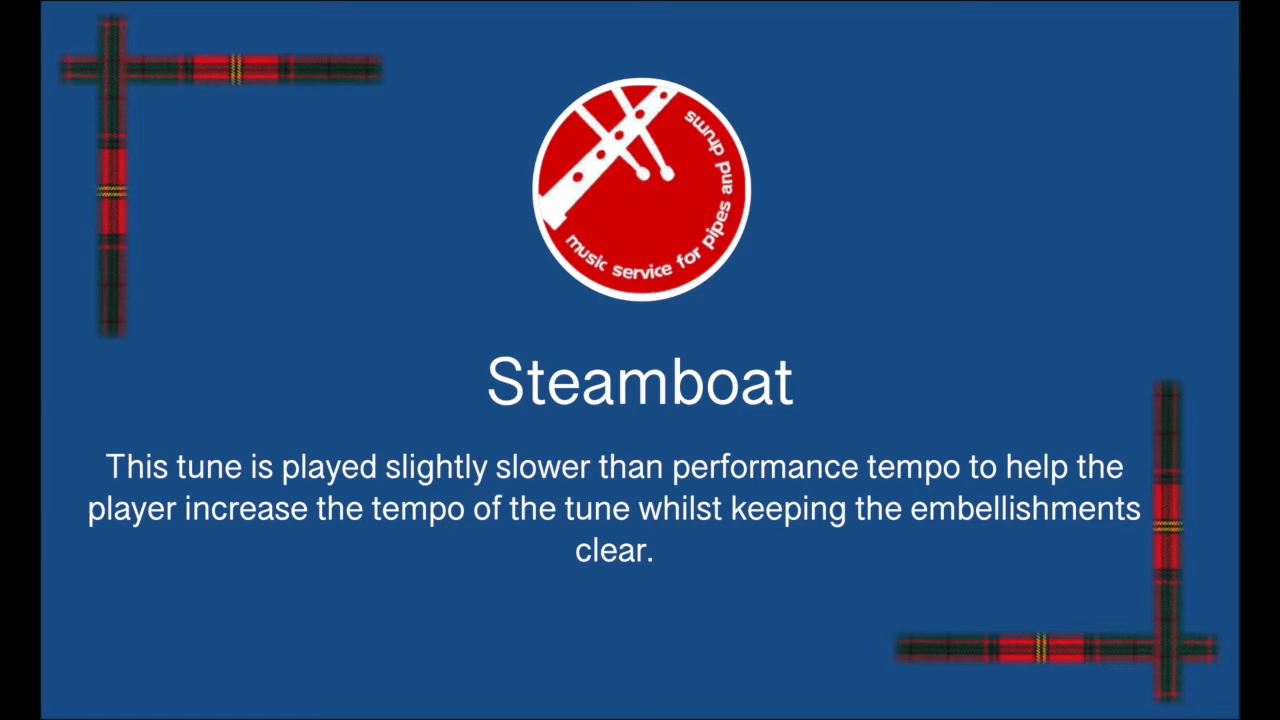 music service for pipes and drums
Steamboat
This tune is played slightly slower than performance tempo to help the
player increase the tempo of the tune whilst keeping the embellishments
clear.